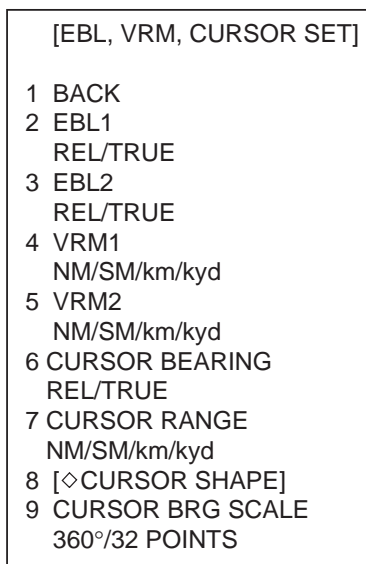 [EBL, VRM, CURSOR SET]
1 BACK
2 EBL1
REL/TRUE
3 EBL2
REL/TRUE
4 VRM1
NM/SM/km/kyd
5 VRM2
NM/SM/km/kyd
6 CURSOR BEARING
REL/TRUE
7 CURSOR RANGE
NM/SM/km/kyd
8 [◇CURSOR SHAPE]
9 CURSOR BRG SCALE
360°/32 POINTS